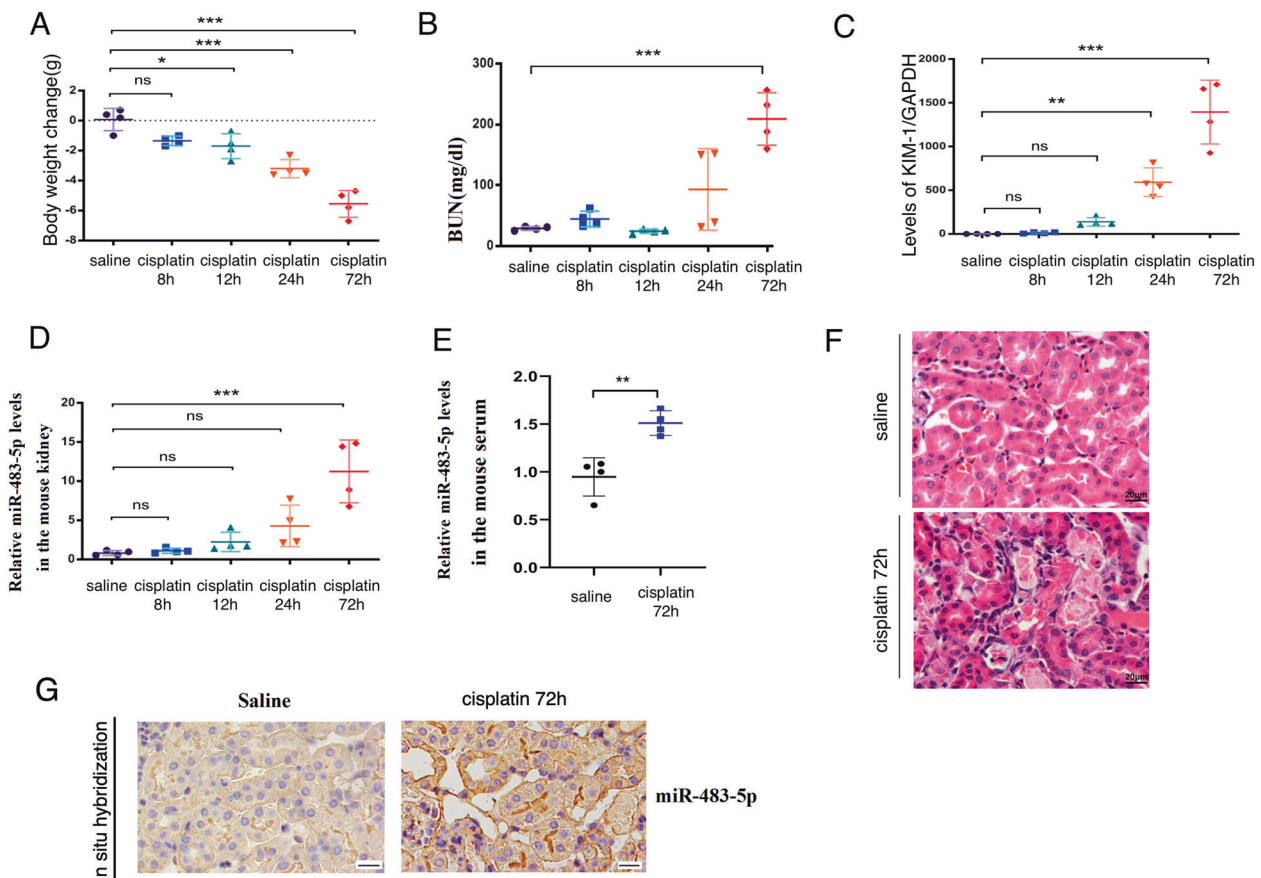 A
Body weight change(g)
***
***
*
ns
2
0
-2
-4
-6
-8
saline cisplatin cisplatin cisplatin cisplatin
8h 12h 24h 72h
B
BUN(mg/dl)
***
300
200
100
0
saline cisplatin cisplatin cisplatin cisplatin
8h 12h 24h 72h
C
Levels of KIM-1/GAPDH
***
**
ns
ns
2000
1500
1000
500
0
saline cisplatin cisplatin cisplatin cisplatin
8h 12h 24h 72h
D
Relative miR-483-5p levels
in the mouse kidney
***
ns
ns
ns
20
15
10
5
0
saline cisplatin cisplatin cisplatin cisplatin
8h 12h 24h 72h
E
Relative miR-483-5p levels
in the mouse serum
**
2.0
1.5
1.0
0.5
0.0
saline cisplatin
72h
F
saline
20μm
cisplatin 72h
20μm
G
Saline cisplatin 72h
n situ hybridization
miR-483-5p